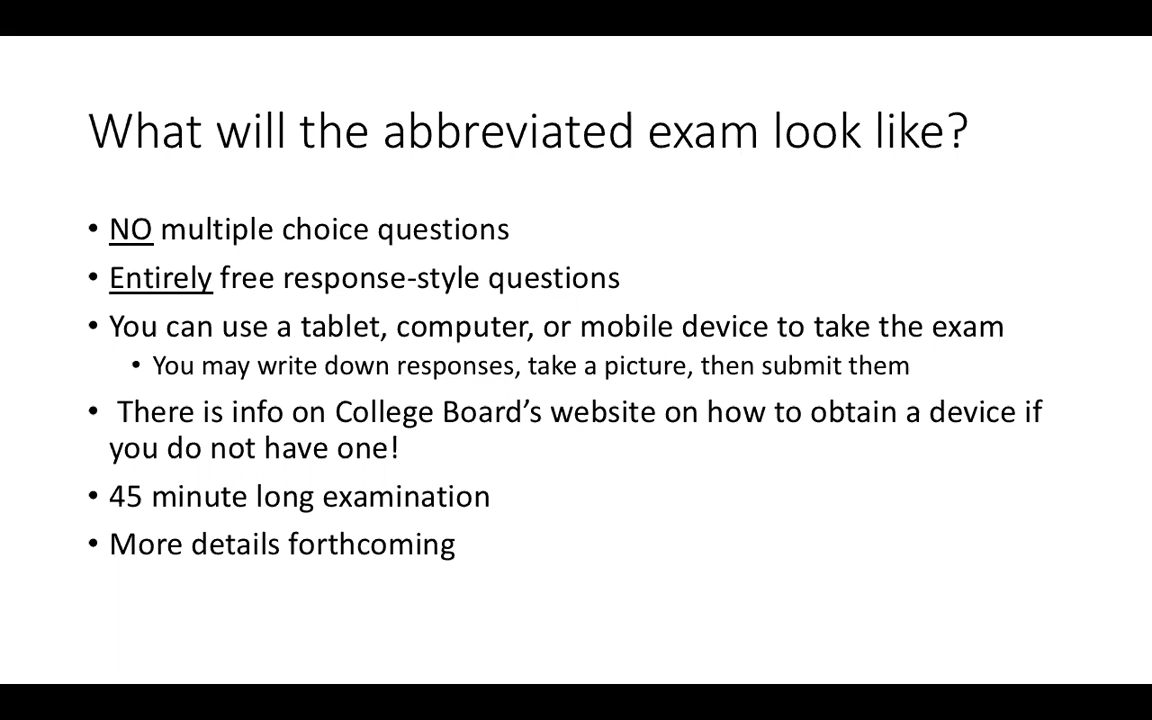 What will the abbreviated exam look like?
• NO multiple choice questions
• Entirely free response-style questions
• You can use a tablet, computer, or mobile device to take the exam
• You may write down responses, take a picture, then submit them
• There is info on College Board’s website on how to obtain a device if
you do not have one!
• 45 minute long examination
• More details forthcoming